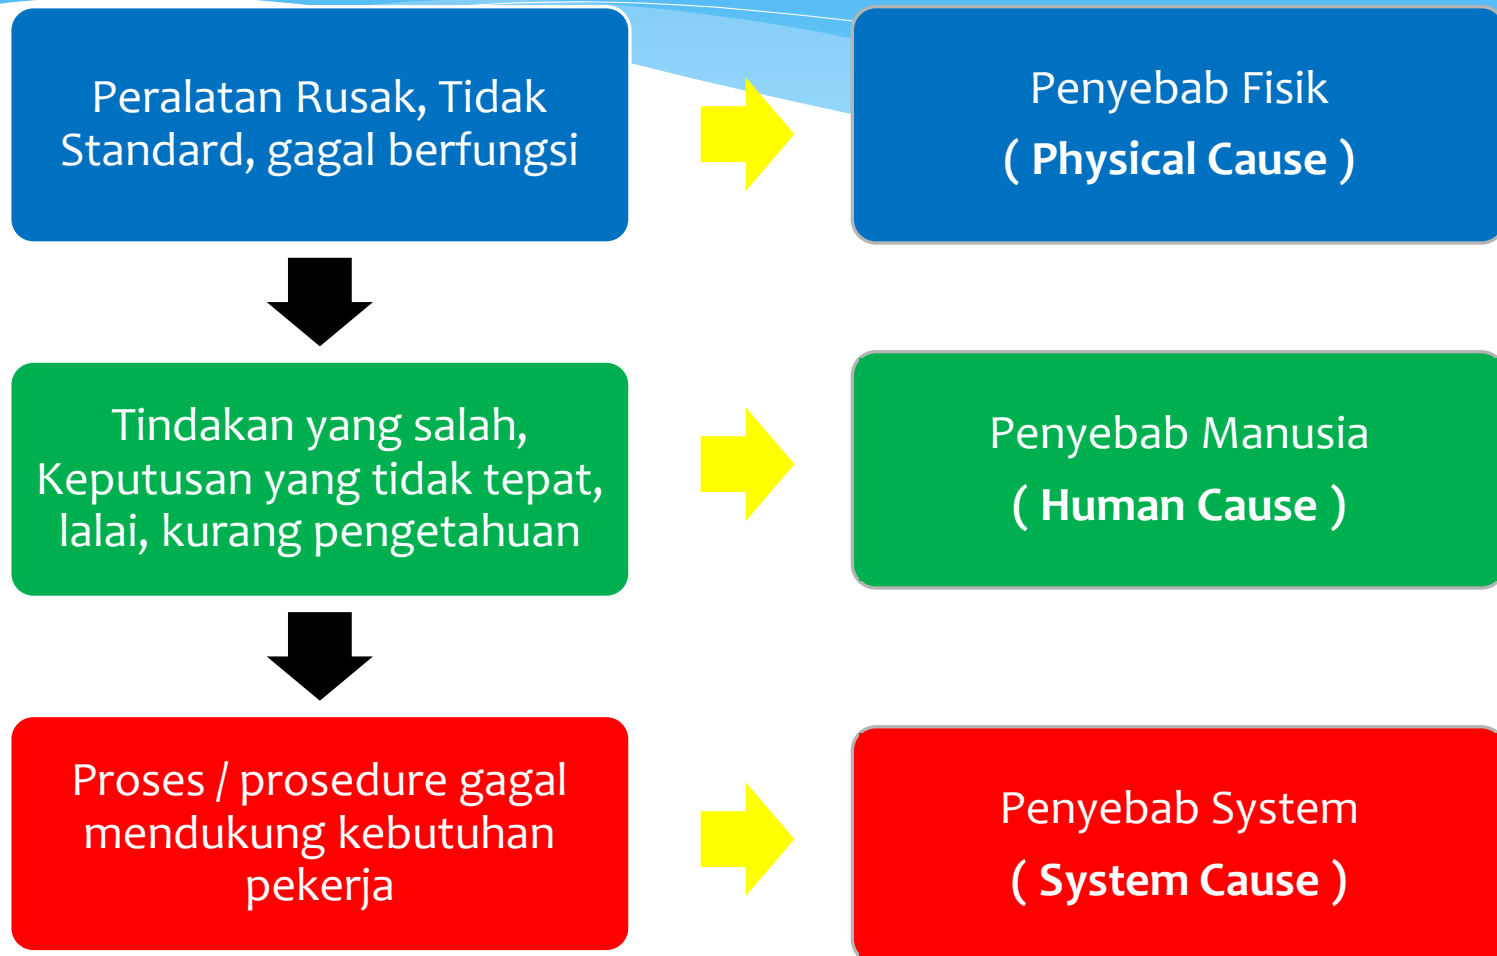 Peralatan Rusak, Tidak
Standard, gagal berfungsi
Penyebab Fisik
( Physical Cause )
Tindakan yang salah,
Keputusan yang tidak tepat,
lalai, kurang pengetahuan
Penyebab Manusia
( Human Cause )
Proses / prosedure gagal
mendukung kebutuhan
pekerja
Penyebab System
( System Cause )